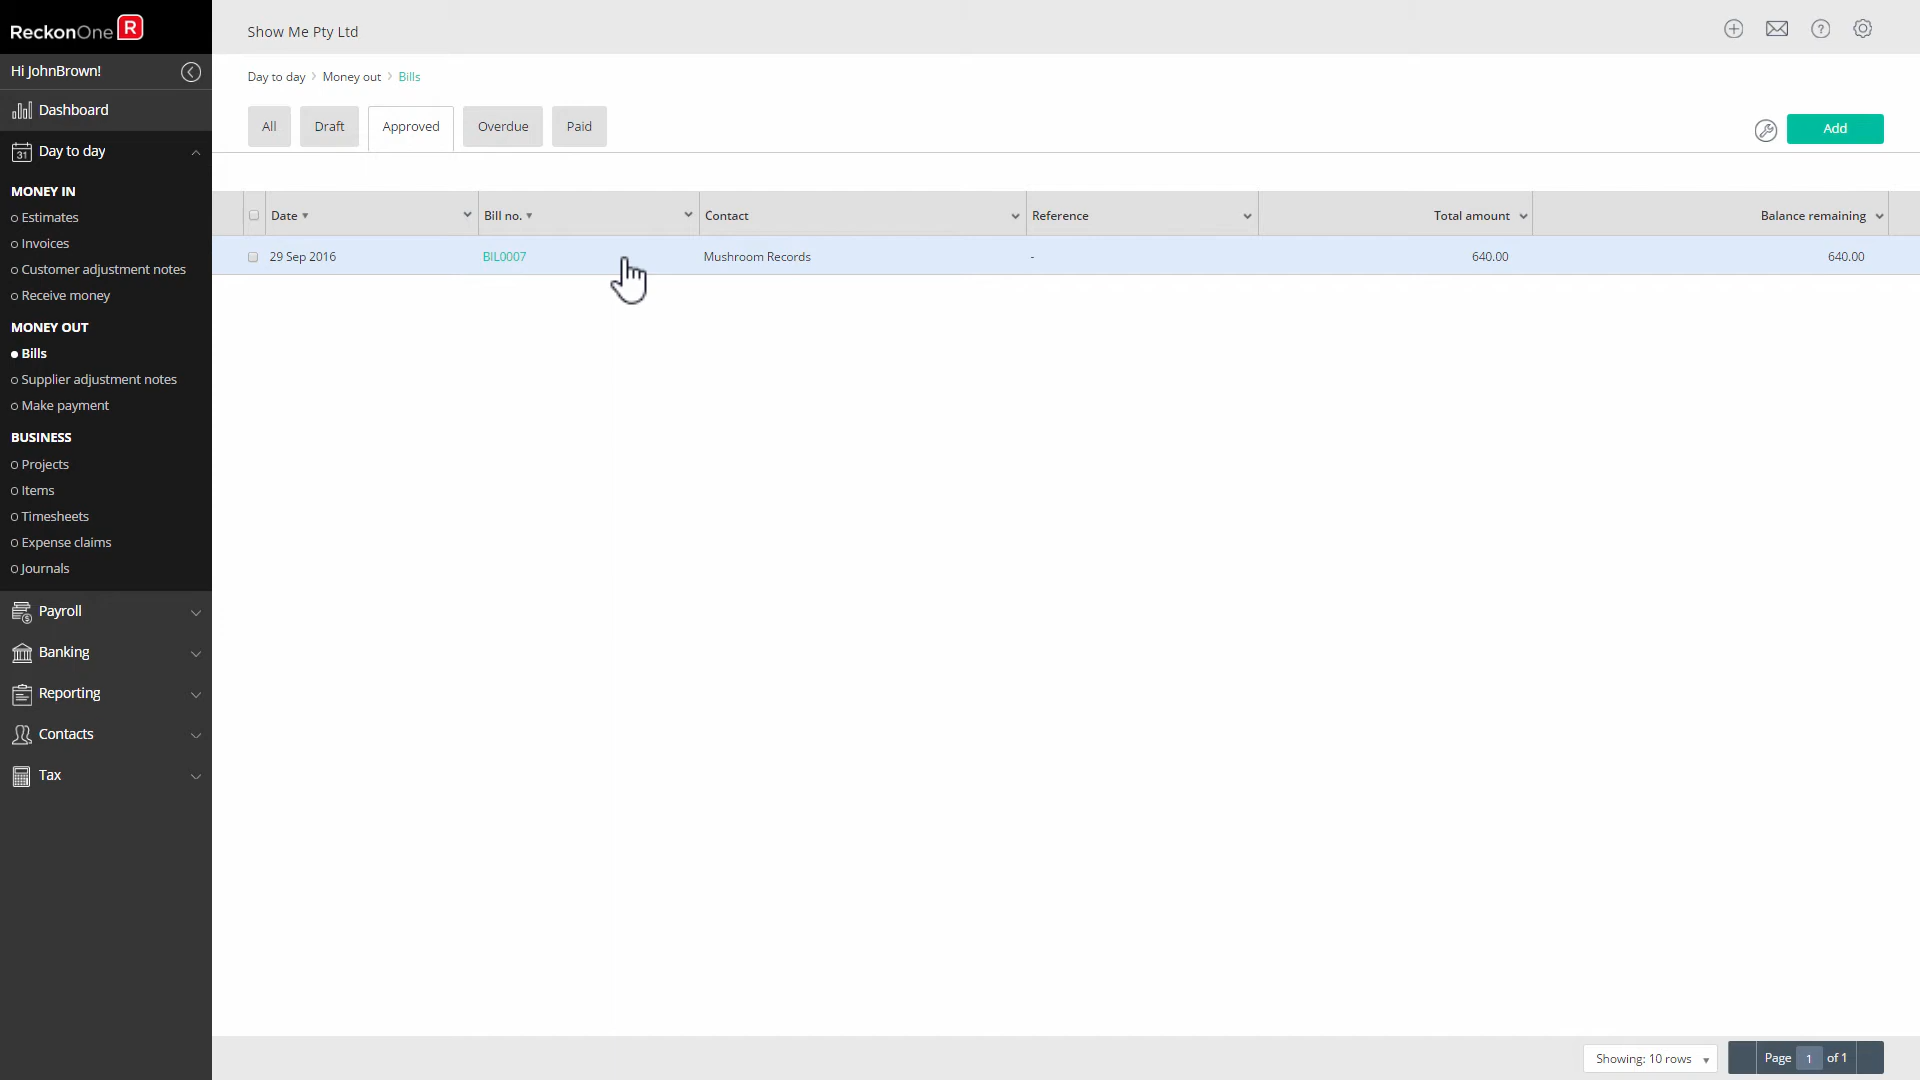 ReckonOne R
Show Me Pty Ltd
Hi JohnBrown!
Day to day > Money out > Bills
Dashboard
All
Draft
Approved
Overdue
Paid
Add
31 Day to day
MONEY IN
Estimates
Invoices
Customer adjustment notes
Receive money
MONEY OUT
Bills
Supplier adjustment notes
Make payment
BUSINESS
Projects
Items
Timesheets
Expense claims
Journals
Payroll
Banking
Reporting
Contacts
Tax
Date Bill no. Contact Reference Total amount Balance remaining
29 Sep 2016 BIL0007 Mushroom Records - 640.00 640.00
Showing: 10 rows
Page 1 of 1